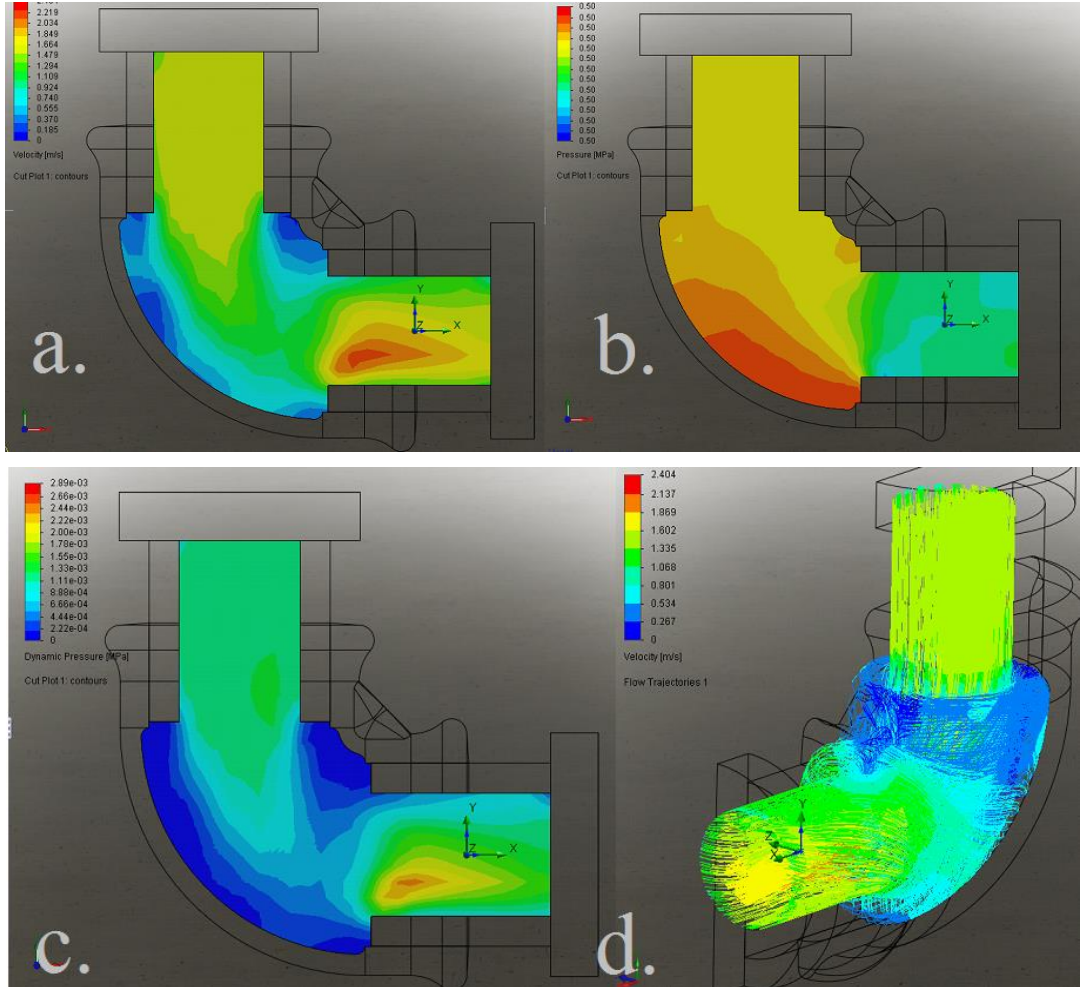 2.219
2.034
1.849
1.664
1.479
1.294
1.109
0.924
0.740
0.555
0.370
0.185
0
Velocity [m/s]
Cut Plot 1: contours
Y
Z X
a.
0.50
0.50
0.50
0.50
0.50
0.50
0.50
0.50
0.50
0.50
0.50
0.50
0.50
0.50
Pressure [MPa]
Cut Plot 1: contours
Y
Z X
b.
2.89e-03
2.66e-03
2.44e-03
2.22e-03
2.00e-03
1.78e-03
1.55e-03
1.33e-03
1.11e-03
8.88e-04
6.66e-04
4.44e-04
2.22e-04
0
Dynamic Pressure [MPa]
Cut Plot 1: contours
Y
Z X
c.
2.404
2.137
1.869
1.602
1.335
1.068
0.801
0.534
0.267
0
Velocity [m/s]
Flow Trajectories 1
Y
Z
X
d.